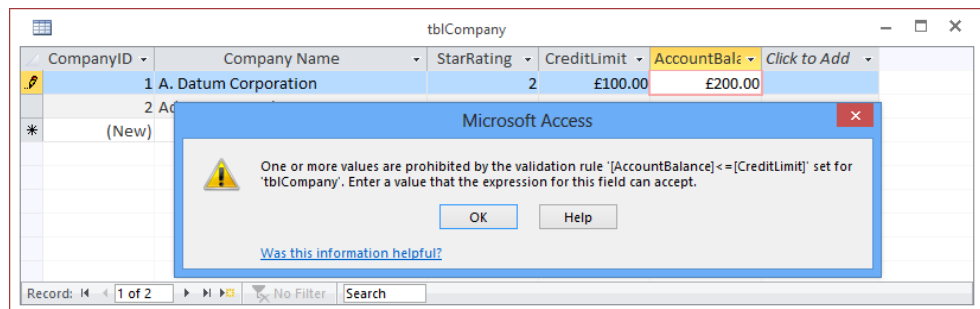 tblCompany
CompanyID Company Name StarRating CreditLimit AccountBala Click to Add
1 A. Datum Corporation 2 £100.00 £200.00
2
(New)
Microsoft Access
One or more values are prohibited by the validation rule '[AccountBalance]<=[CreditLimit]' set for
'tblCompany'. Enter a value that the expression for this field can accept.
OK Help
Was this information helpful?
Record: 1 of 2 No Filter Search